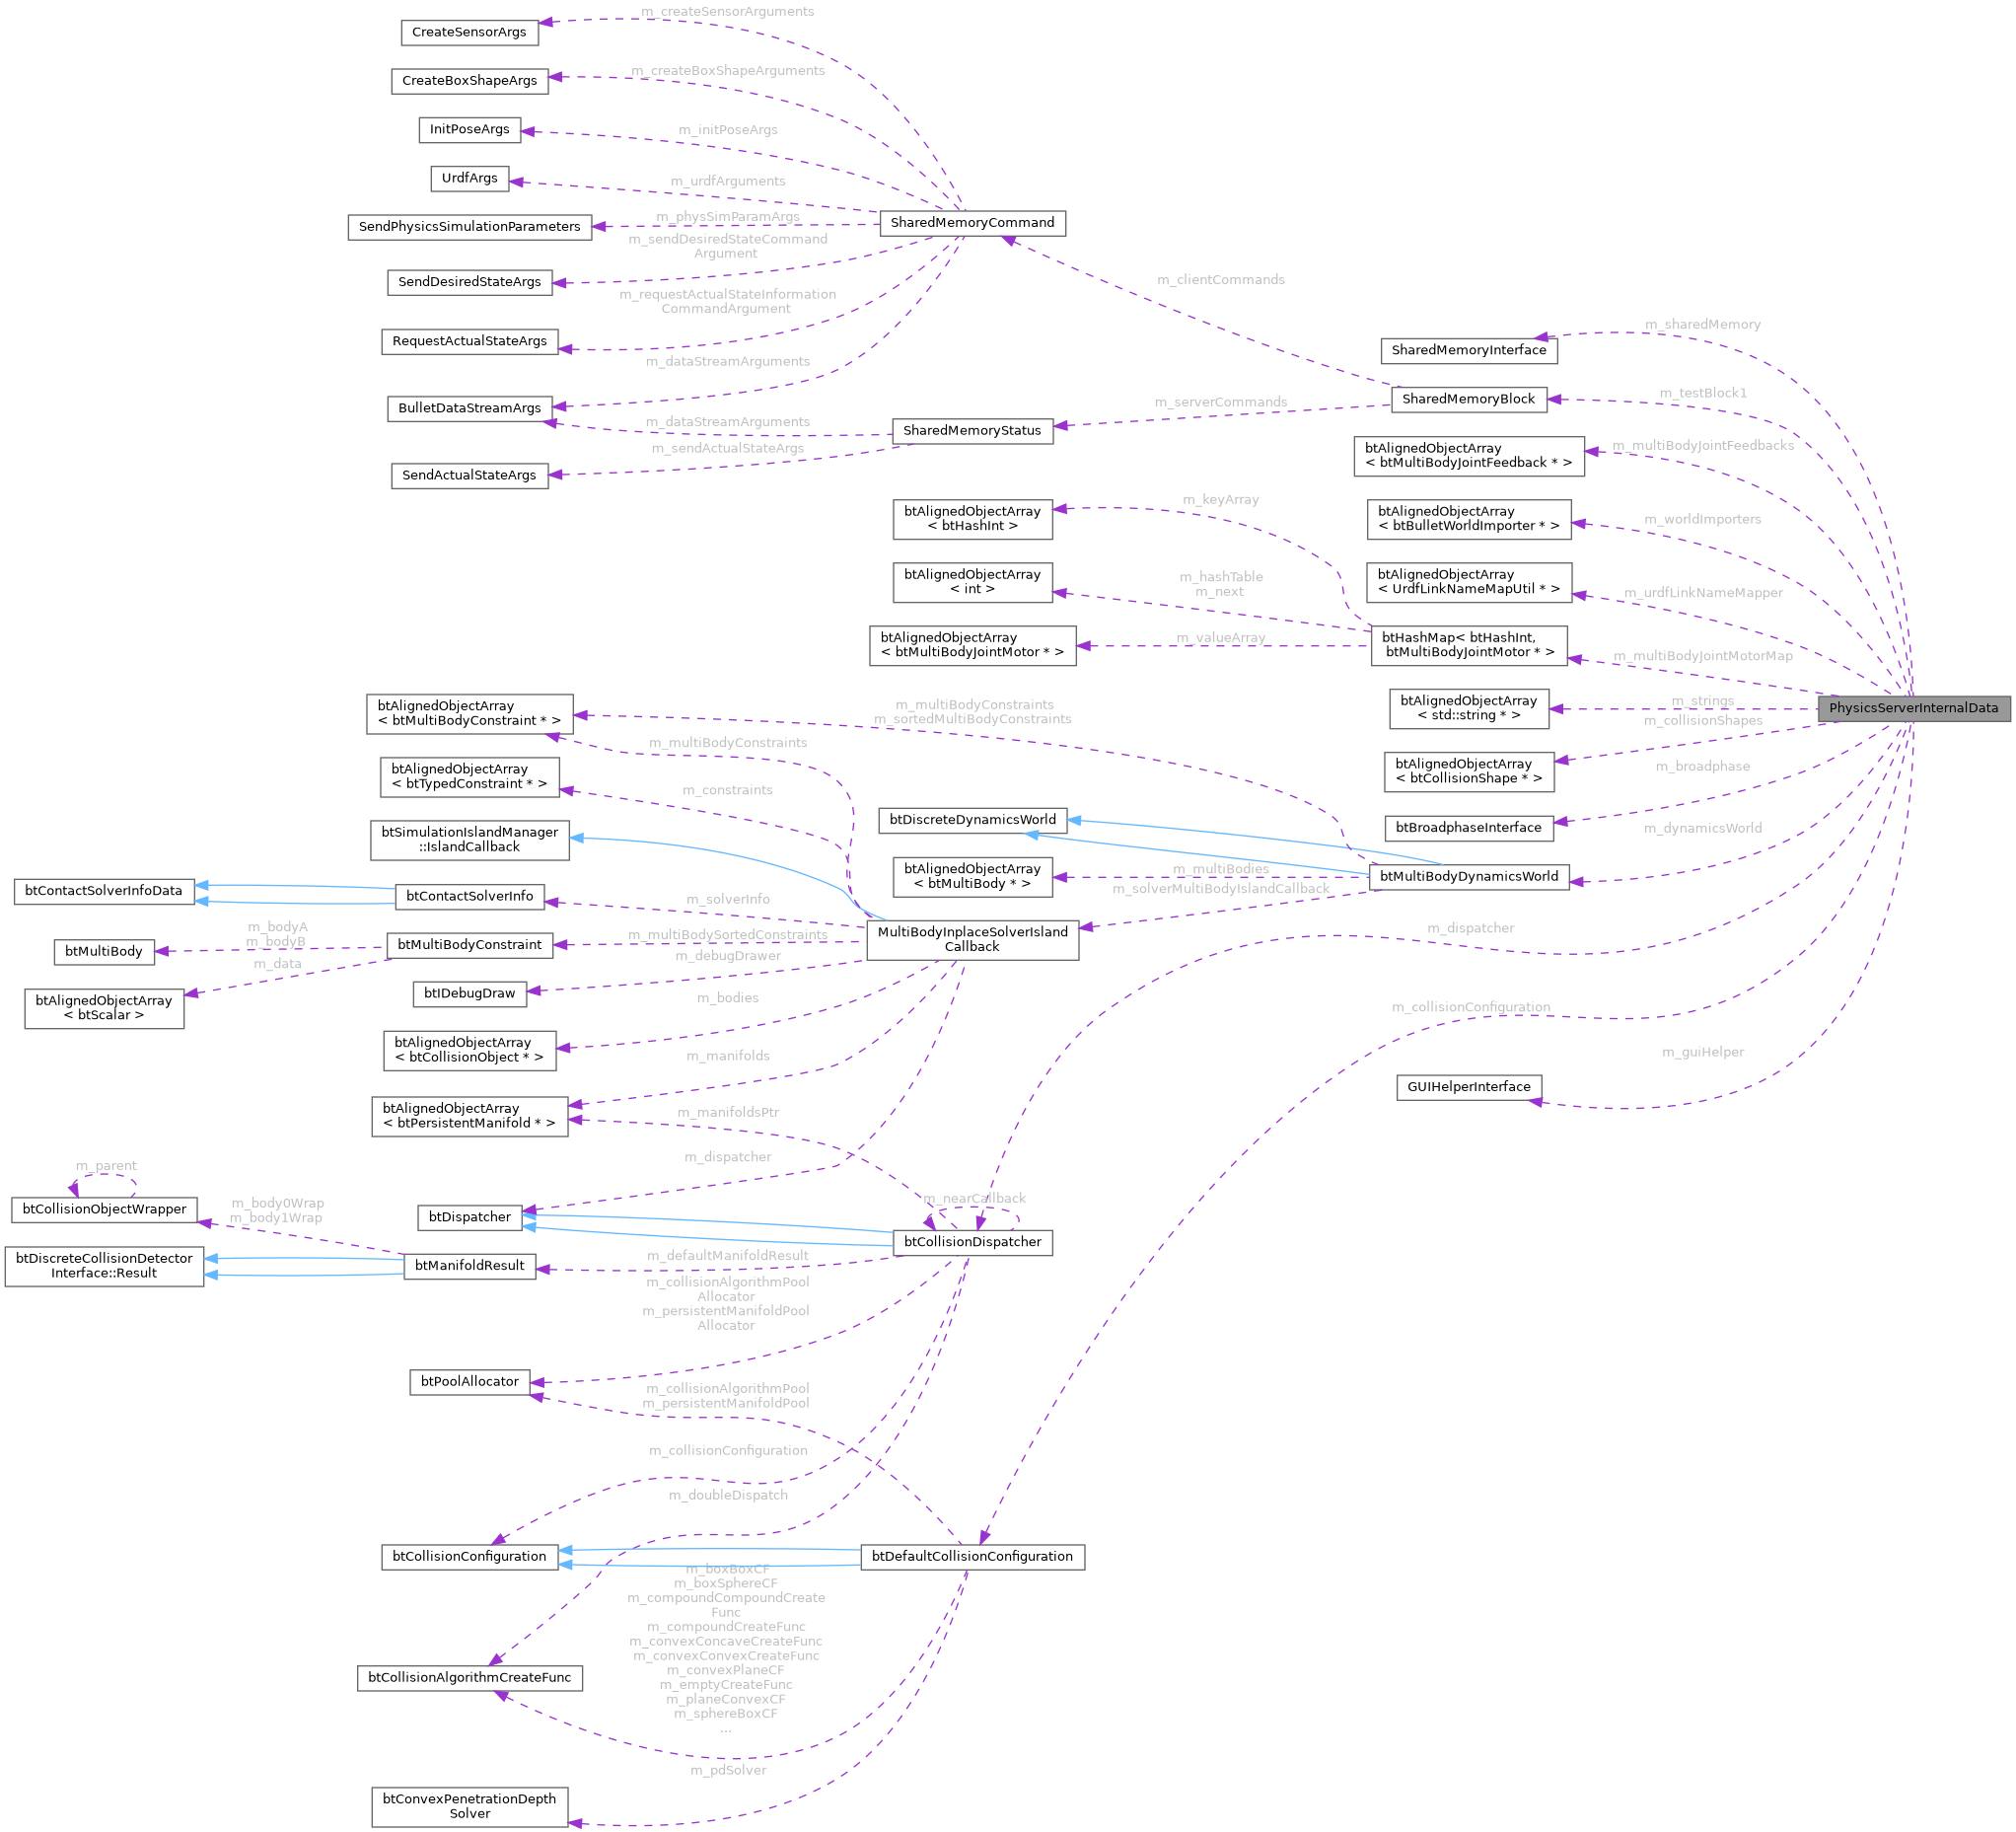 m_createSensorArguments
CreateSensorArgs
m_createBoxShapeArguments
CreateBoxShapeArgs
m_initPoseArgs
InitPoseArgs
m_urdfArguments
UrdfArgs
m_physSimParamArgs
SendPhysicsSimulationParameters
SharedMemoryCommand
m_sendDesiredStateCommand
Argument
SendDesiredStateArgs
m_clientCommands
m_requestActualStateInformation
CommandArgument
RequestActualStateArgs
m_sharedMemory
SharedMemoryInterface
m_dataStreamArguments
BulletDataStreamArgs
m_serverCommands
SharedMemoryBlock
m_testBlock1
m_dataStreamArguments
SharedMemoryStatus
m_sendActualStateArgs
SendActualStateArgs
btAlignedObjectArray
< btMultiBodyJointFeedback * >
m_multiBodyJointFeedbacks
m_keyArray
btAlignedObjectArray
< btHashInt >
btAlignedObjectArray
< btBulletWorldImporter * >
m_worldImporters
btAlignedObjectArray
< int >
m_hashTable
m_next
btAlignedObjectArray
< UrdfLinkNameMapUtil * >
m_urdfLinkNameMapper
btAlignedObjectArray
< btMultiBodyJointMotor * >
m_valueArray
btHashMap< btHashInt,
btMultiBodyJointMotor * >
m_multiBodyJointMotorMap
btAlignedObjectArray
< btMultiBodyConstraint * >
m_multiBodyConstraints
m_sortedMultiBodyConstraints
btAlignedObjectArray
< std::string * >
m_strings
PhysicsServerInternalData
m_collisionShapes
m_multiBodyConstraints
btAlignedObjectArray
< btTypedConstraint * >
m_constraints
btAlignedObjectArray
< btCollisionShape * >
m_broadphase
btSimulationIslandManager
::IslandCallback
btDiscreteDynamicsWorld
btBroadphaseInterface
m_dynamicsWorld
btContactSolverInfoData
btContactSolverInfo
m_solverInfo
btAlignedObjectArray
< btMultiBody * >
m_multiBodies
m_solverMultiBodyIslandCallback
btMultiBodyDynamicsWorld
m_bodyA
m_bodyB
btMultiBody
btMultiBodyConstraint
m_multiBodySortedConstraints
MultiBodyInplaceSolverIsland
Callback
m_dispatcher
m_data
m_debugDrawer
btAlignedObjectArray
< btScalar >
btIDebugDraw
m_bodies
m_collisionConfiguration
btAlignedObjectArray
< btCollisionObject * >
m_manifolds
m_guiHelper
GUIHelperInterface
btAlignedObjectArray
< btPersistentManifold * >
m_manifoldsPtr
m_parent
m_dispatcher
btCollisionObjectWrapper
m_body0Wrap
m_body1Wrap
btDispatcher
m_nearCallback
btCollisionDispatcher
btDiscreteCollisionDetector
Interface::Result
btManifoldResult
m_defaultManifoldResult
m_collisionAlgorithmPool
Allocator
m_persistentManifoldPool
Allocator
btPoolAllocator
m_collisionAlgorithmPool
m_persistentManifoldPool
m_collisionConfiguration
m_doubleDispatch
btCollisionConfiguration
btDefaultCollisionConfiguration
m_boxBoxCF
m_boxSphereCF
m_compoundCompoundCreate
Func
m_compoundCreateFunc
m_convexConcaveCreateFunc
m_convexConvexCreateFunc
m_convexPlaneCF
m_emptyCreateFunc
m_planeConvexCF
m_sphereBoxCF
...
btCollisionAlgorithmCreateFunc
m_pdSolver
btConvexPenetrationDepth
Solver